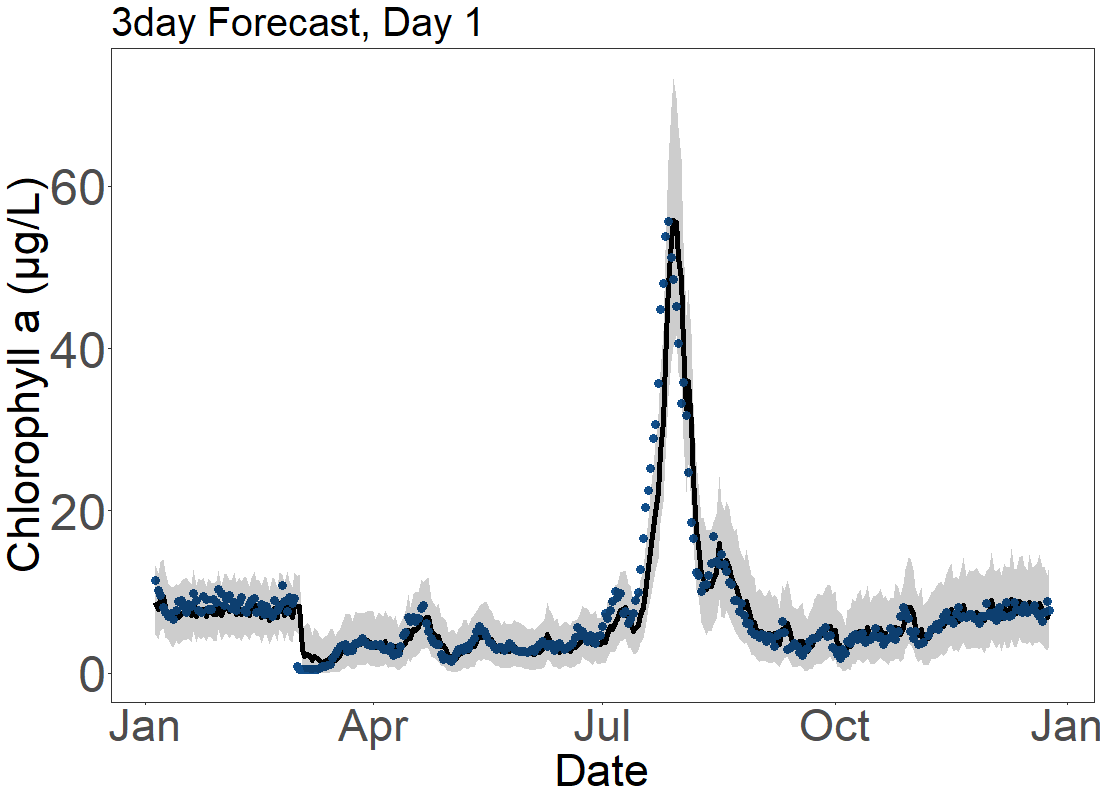 3day Forecast, Day 1
Chlorophyll a (µg/L)
60
40
20
0
Jan Apr Jul Oct Jan
Date